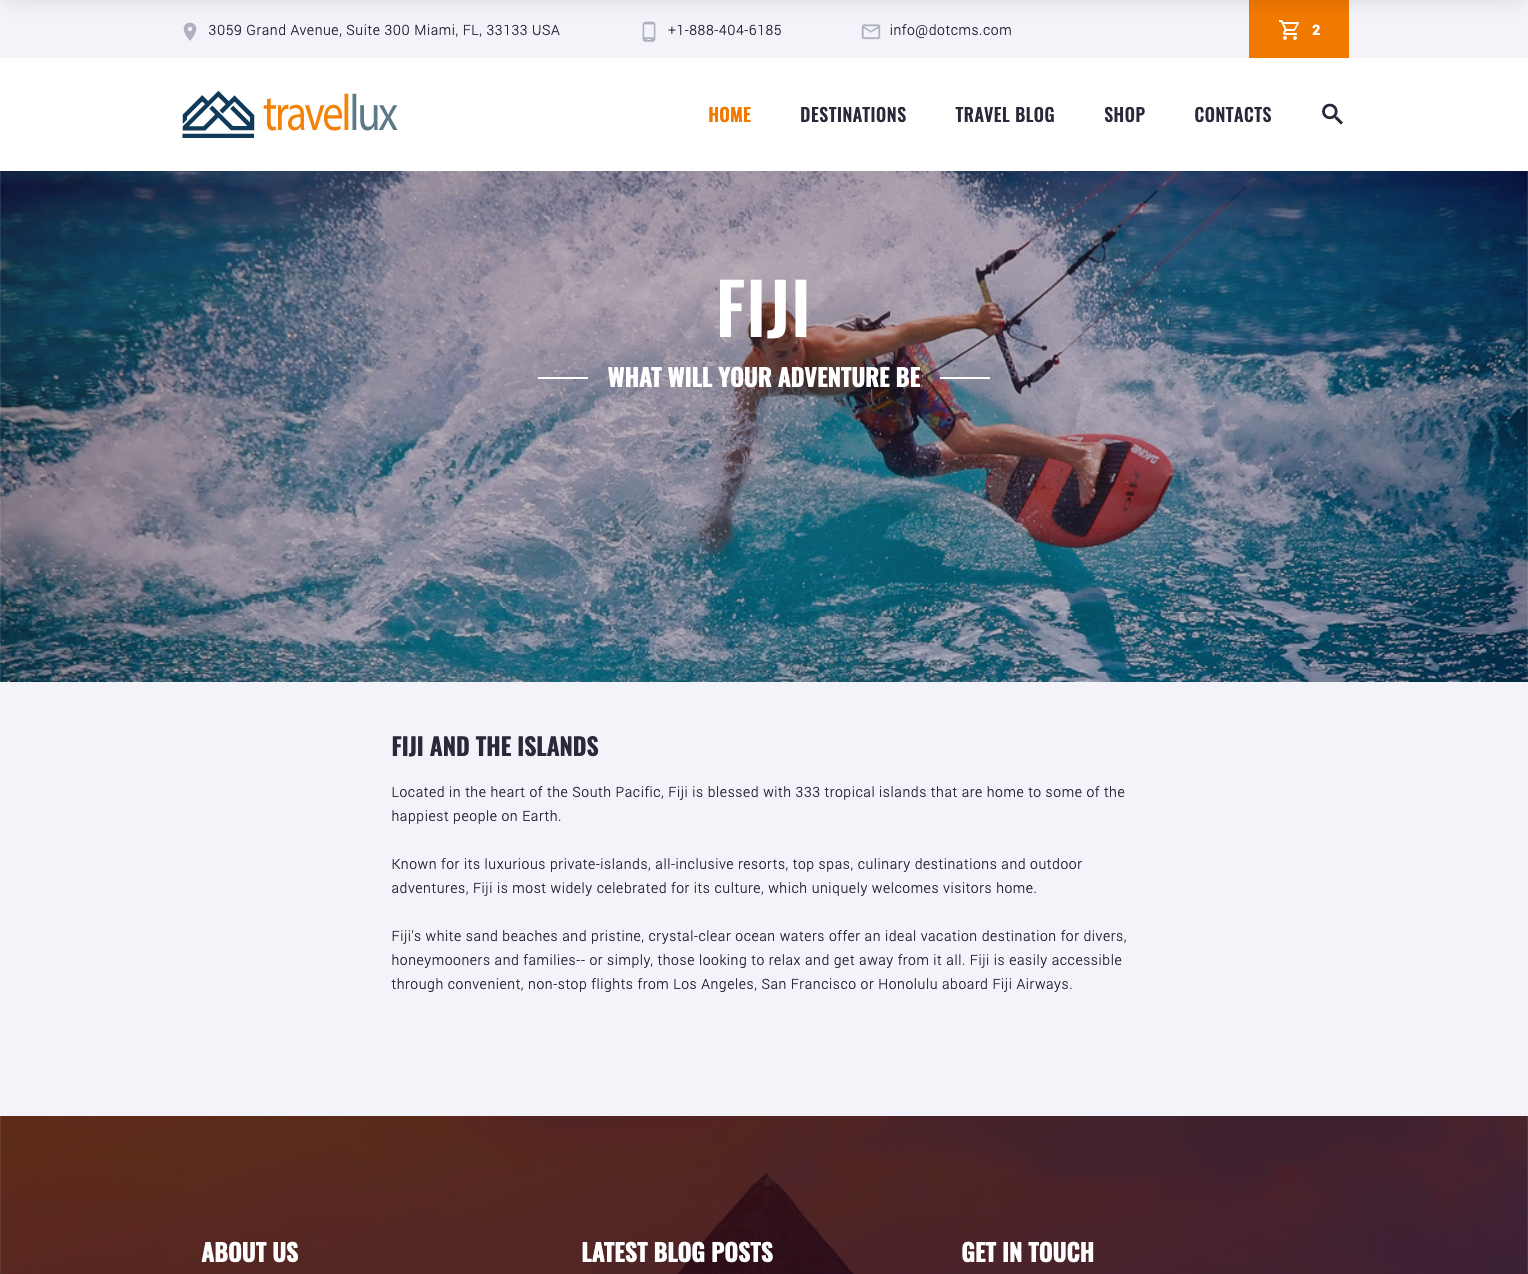 3059 Grand Avenue, Suite 300 Miami, FL, 33133 USA
+1-888-404-6185
info@dotcms.com
2
travellux
HOME
DESTINATIONS
TRAVEL BLOG
SHOP
CONTACTS
FIJI
WHAT WILL YOUR ADVENTURE BE
FIJI AND THE ISLANDS
Located in the heart of the South Pacific, Fiji is blessed with 333 tropical islands that are home to some of the
happiest people on Earth.
Known for its luxurious private-islands, all-inclusive resorts, top spas, culinary destinations and outdoor
adventures, Fiji is most widely celebrated for its culture, which uniquely welcomes visitors home.
Fiji's white sand beaches and pristine, crystal-clear ocean waters offer an ideal vacation destination for divers,
honeymooners and families-- or simply, those looking to relax and get away from it all. Fiji is easily accessible
through convenient, non-stop flights from Los Angeles, San Francisco or Honolulu aboard Fiji Airways.
ABOUT US
LATEST BLOG POSTS
GET IN TOUCH